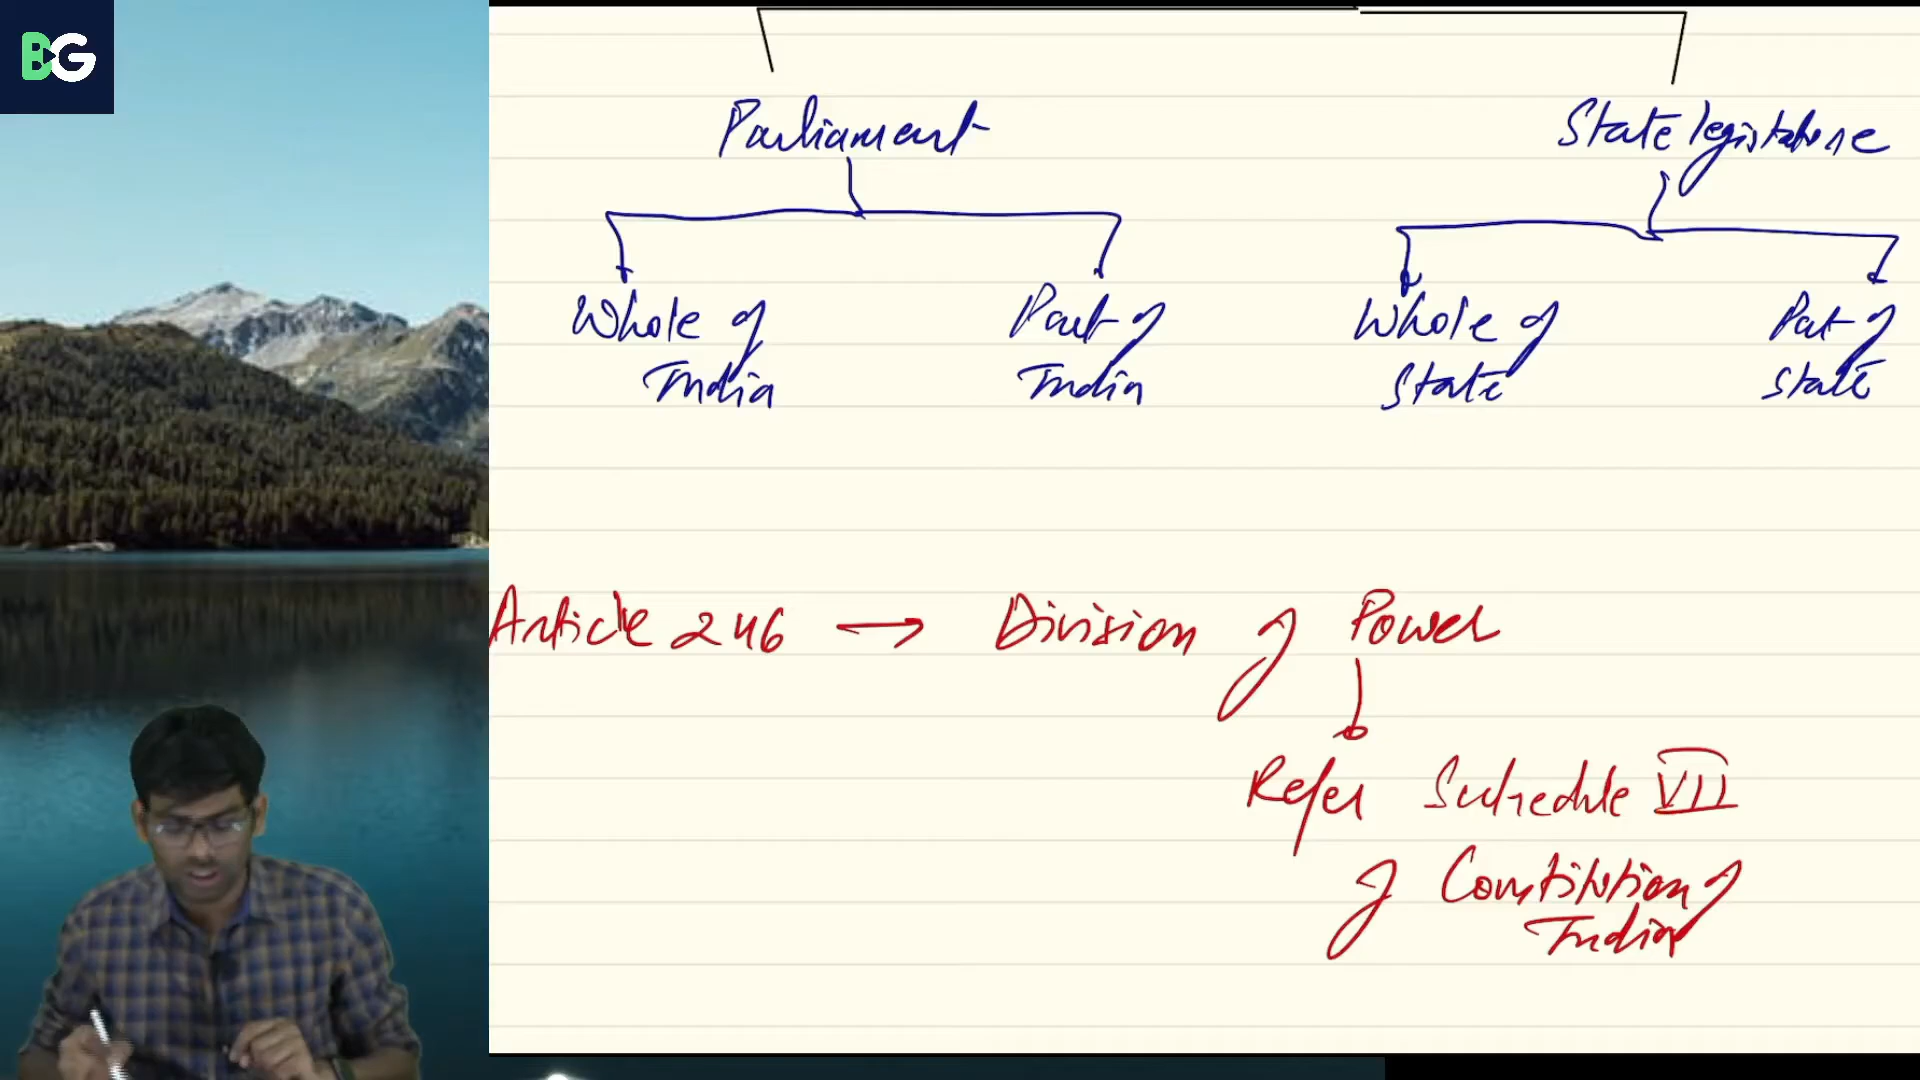 BG
Parliament
State legislature
Whole of
India
Part of
India
Whole of
State
Part of
State
Article 246 → Division of Power
Refer Schedule VII
of Constitution of
India